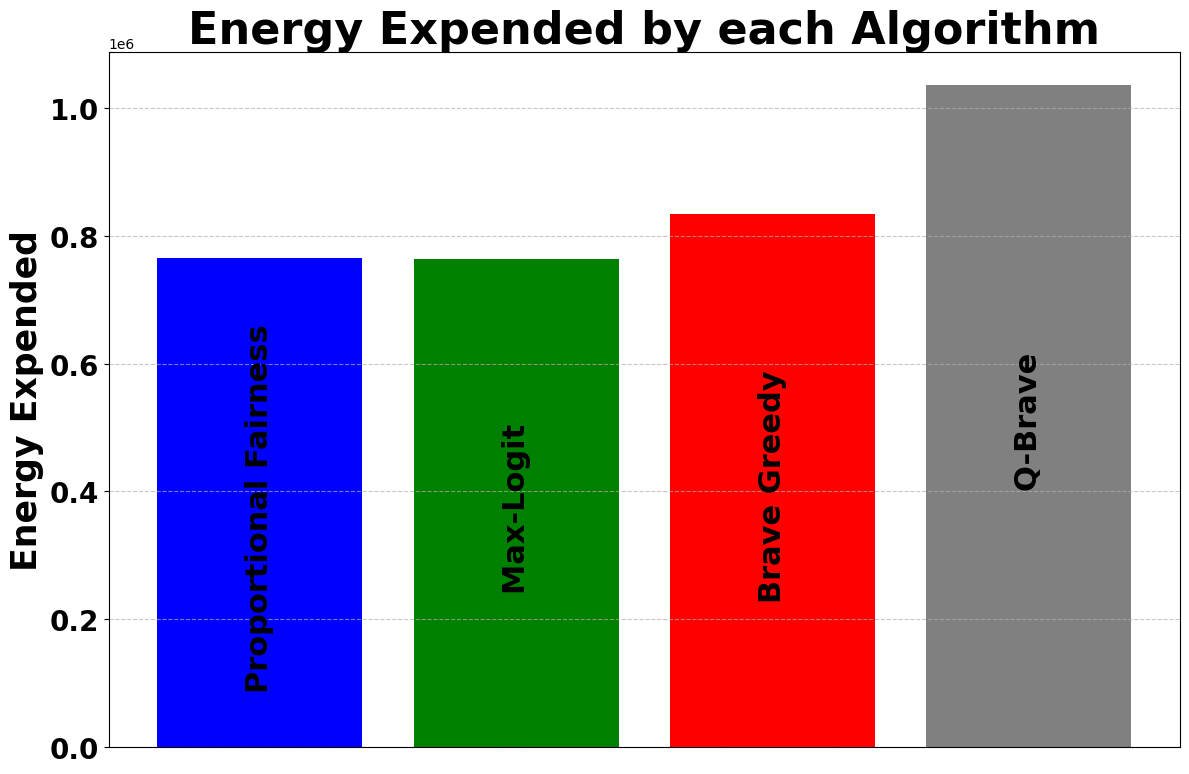 Energy Expended by each Algorithm
1e6
Energy Expended
1.0
0.8
0.6
0.4
0.2
0.0
Proportional Fairness
Max-Logit
Brave Greedy
Q-Brave